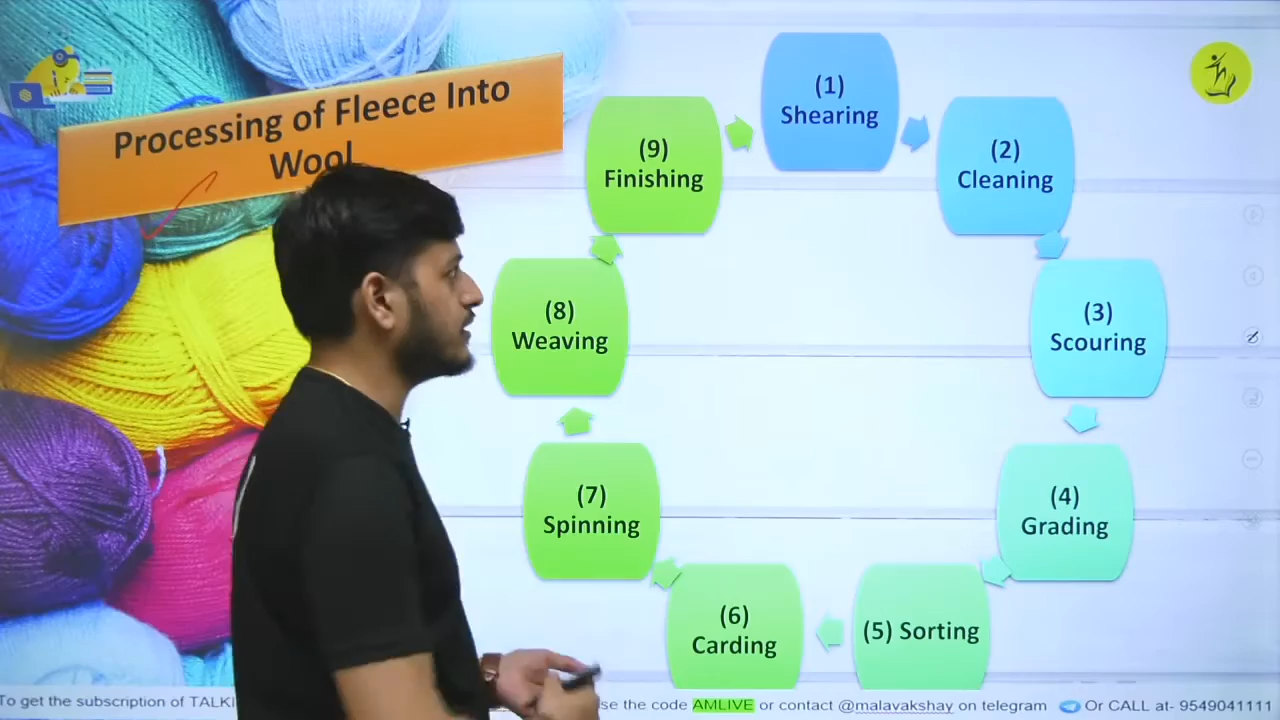 Processing of Fleece Into
Wool
(1)
Shearing
(2)
Cleaning
(3)
Scouring
(4)
Grading
(5) Sorting
(6)
Carding
(7)
Spinning
(8)
Weaving
(9)
Finishing
To get the subscription of TALKI
se the code AMLIVE or contact @malavakshay on telegram Or CALL at- 9549041111